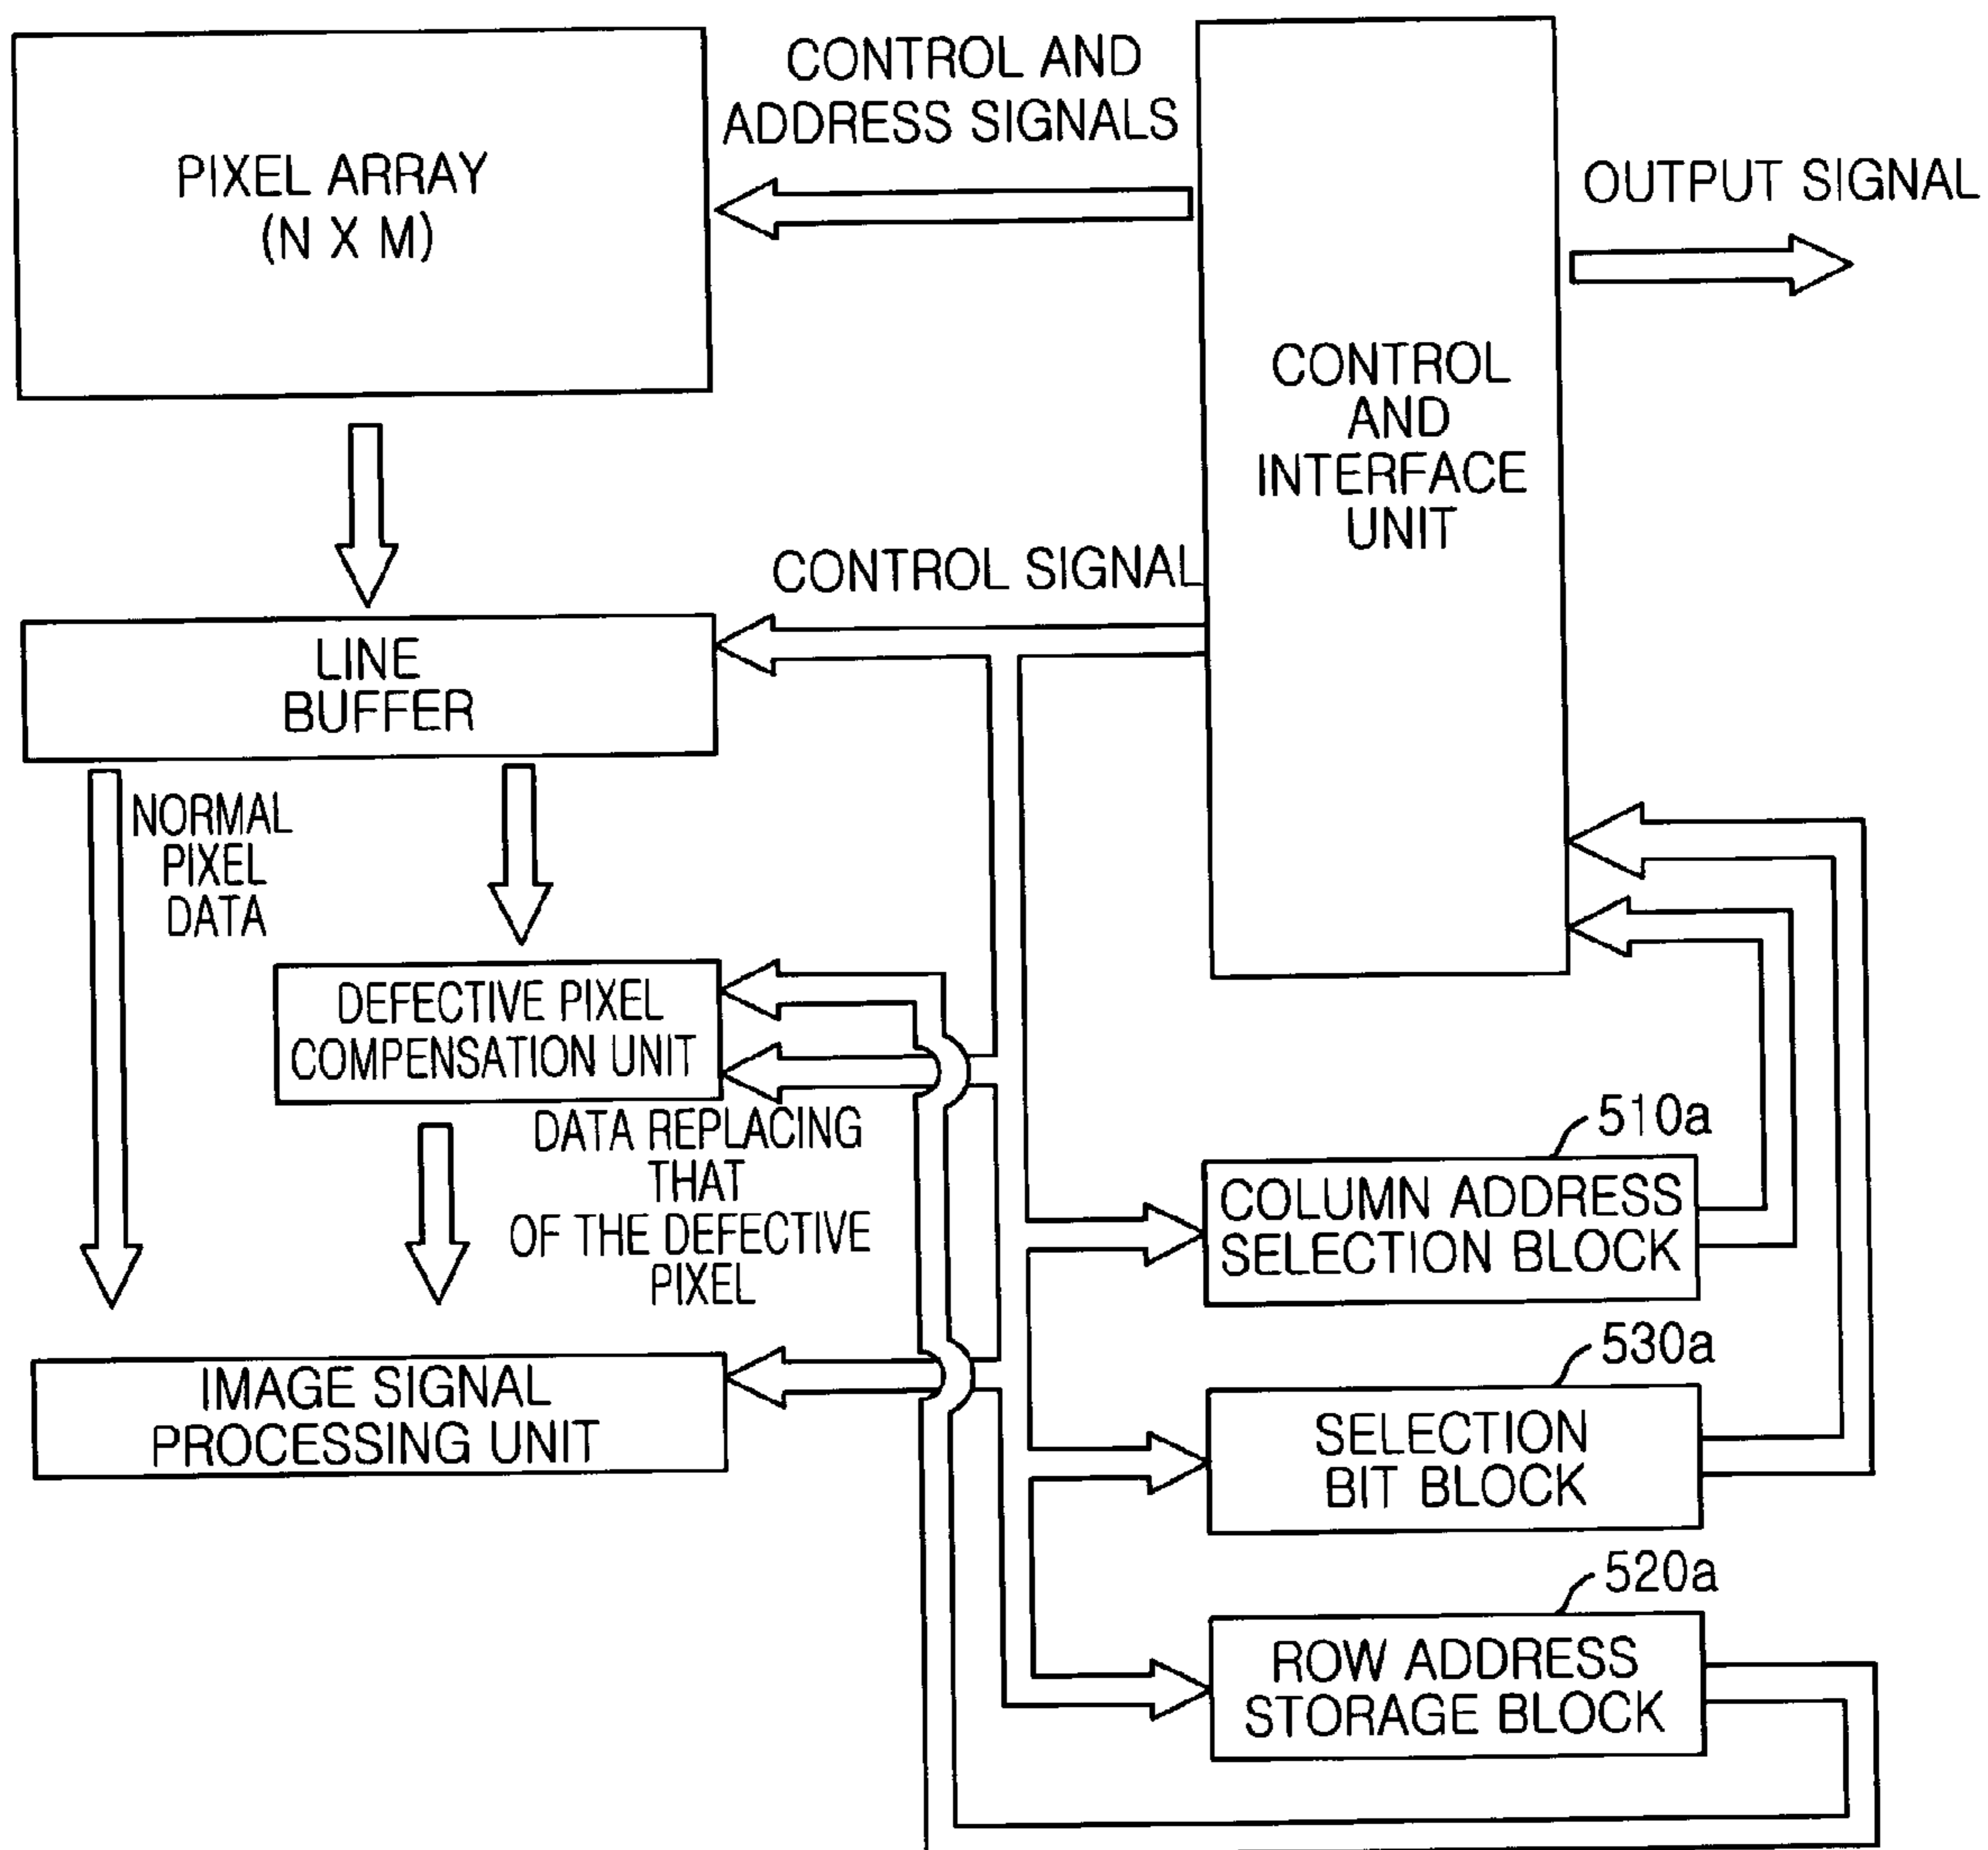 PIXEL ARRAY
(N X M)
CONTROL AND
ADDRESS SIGNALS
OUTPUT SIGNAL
CONTROL
AND
INTERFACE
UNIT
CONTROL SIGNAL
LINE
BUFFER
NORMAL
PIXEL
DATA
DEFECTIVE PIXEL
COMPENSATION UNIT
DATA REPLACING
THAT
OF THE DEFECTIVE
PIXEL
510a
COLUMN ADDRESS
SELECTION BLOCK
530a
SELECTION
BIT BLOCK
IMAGE SIGNAL
PROCESSING UNIT
520a
ROW ADDRESS
STORAGE BLOCK